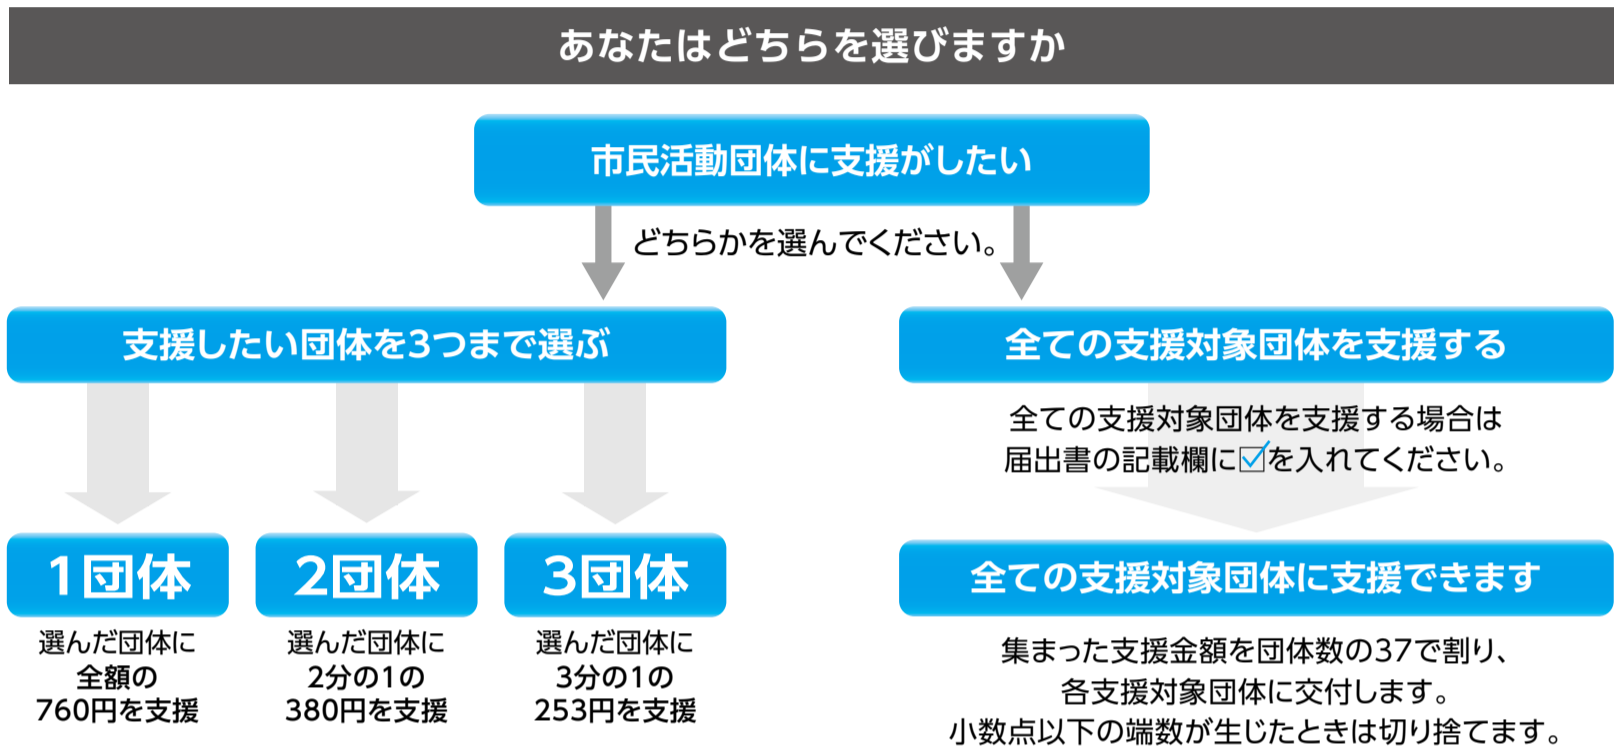 あなたはどちらを選びますか
市民活動団体に支援がしたい
どちらかを選んでください。
支援したい団体を3つまで選ぶ
1団体
選んだ団体に
全額の
760円を支援
2団体
選んだ団体に
2分の1の
380円を支援
3団体
選んだ団体に
3分の1の
253円を支援
全ての支援対象団体を支援する
全ての支援対象団体を支援する場合は
届出書の記載欄に☑を入れてください。
全ての支援対象団体に支援できます
集まった支援金額を団体数の37で割り、
各支援対象団体に交付します。
小数点以下の端数が生じたときは切り捨てます。